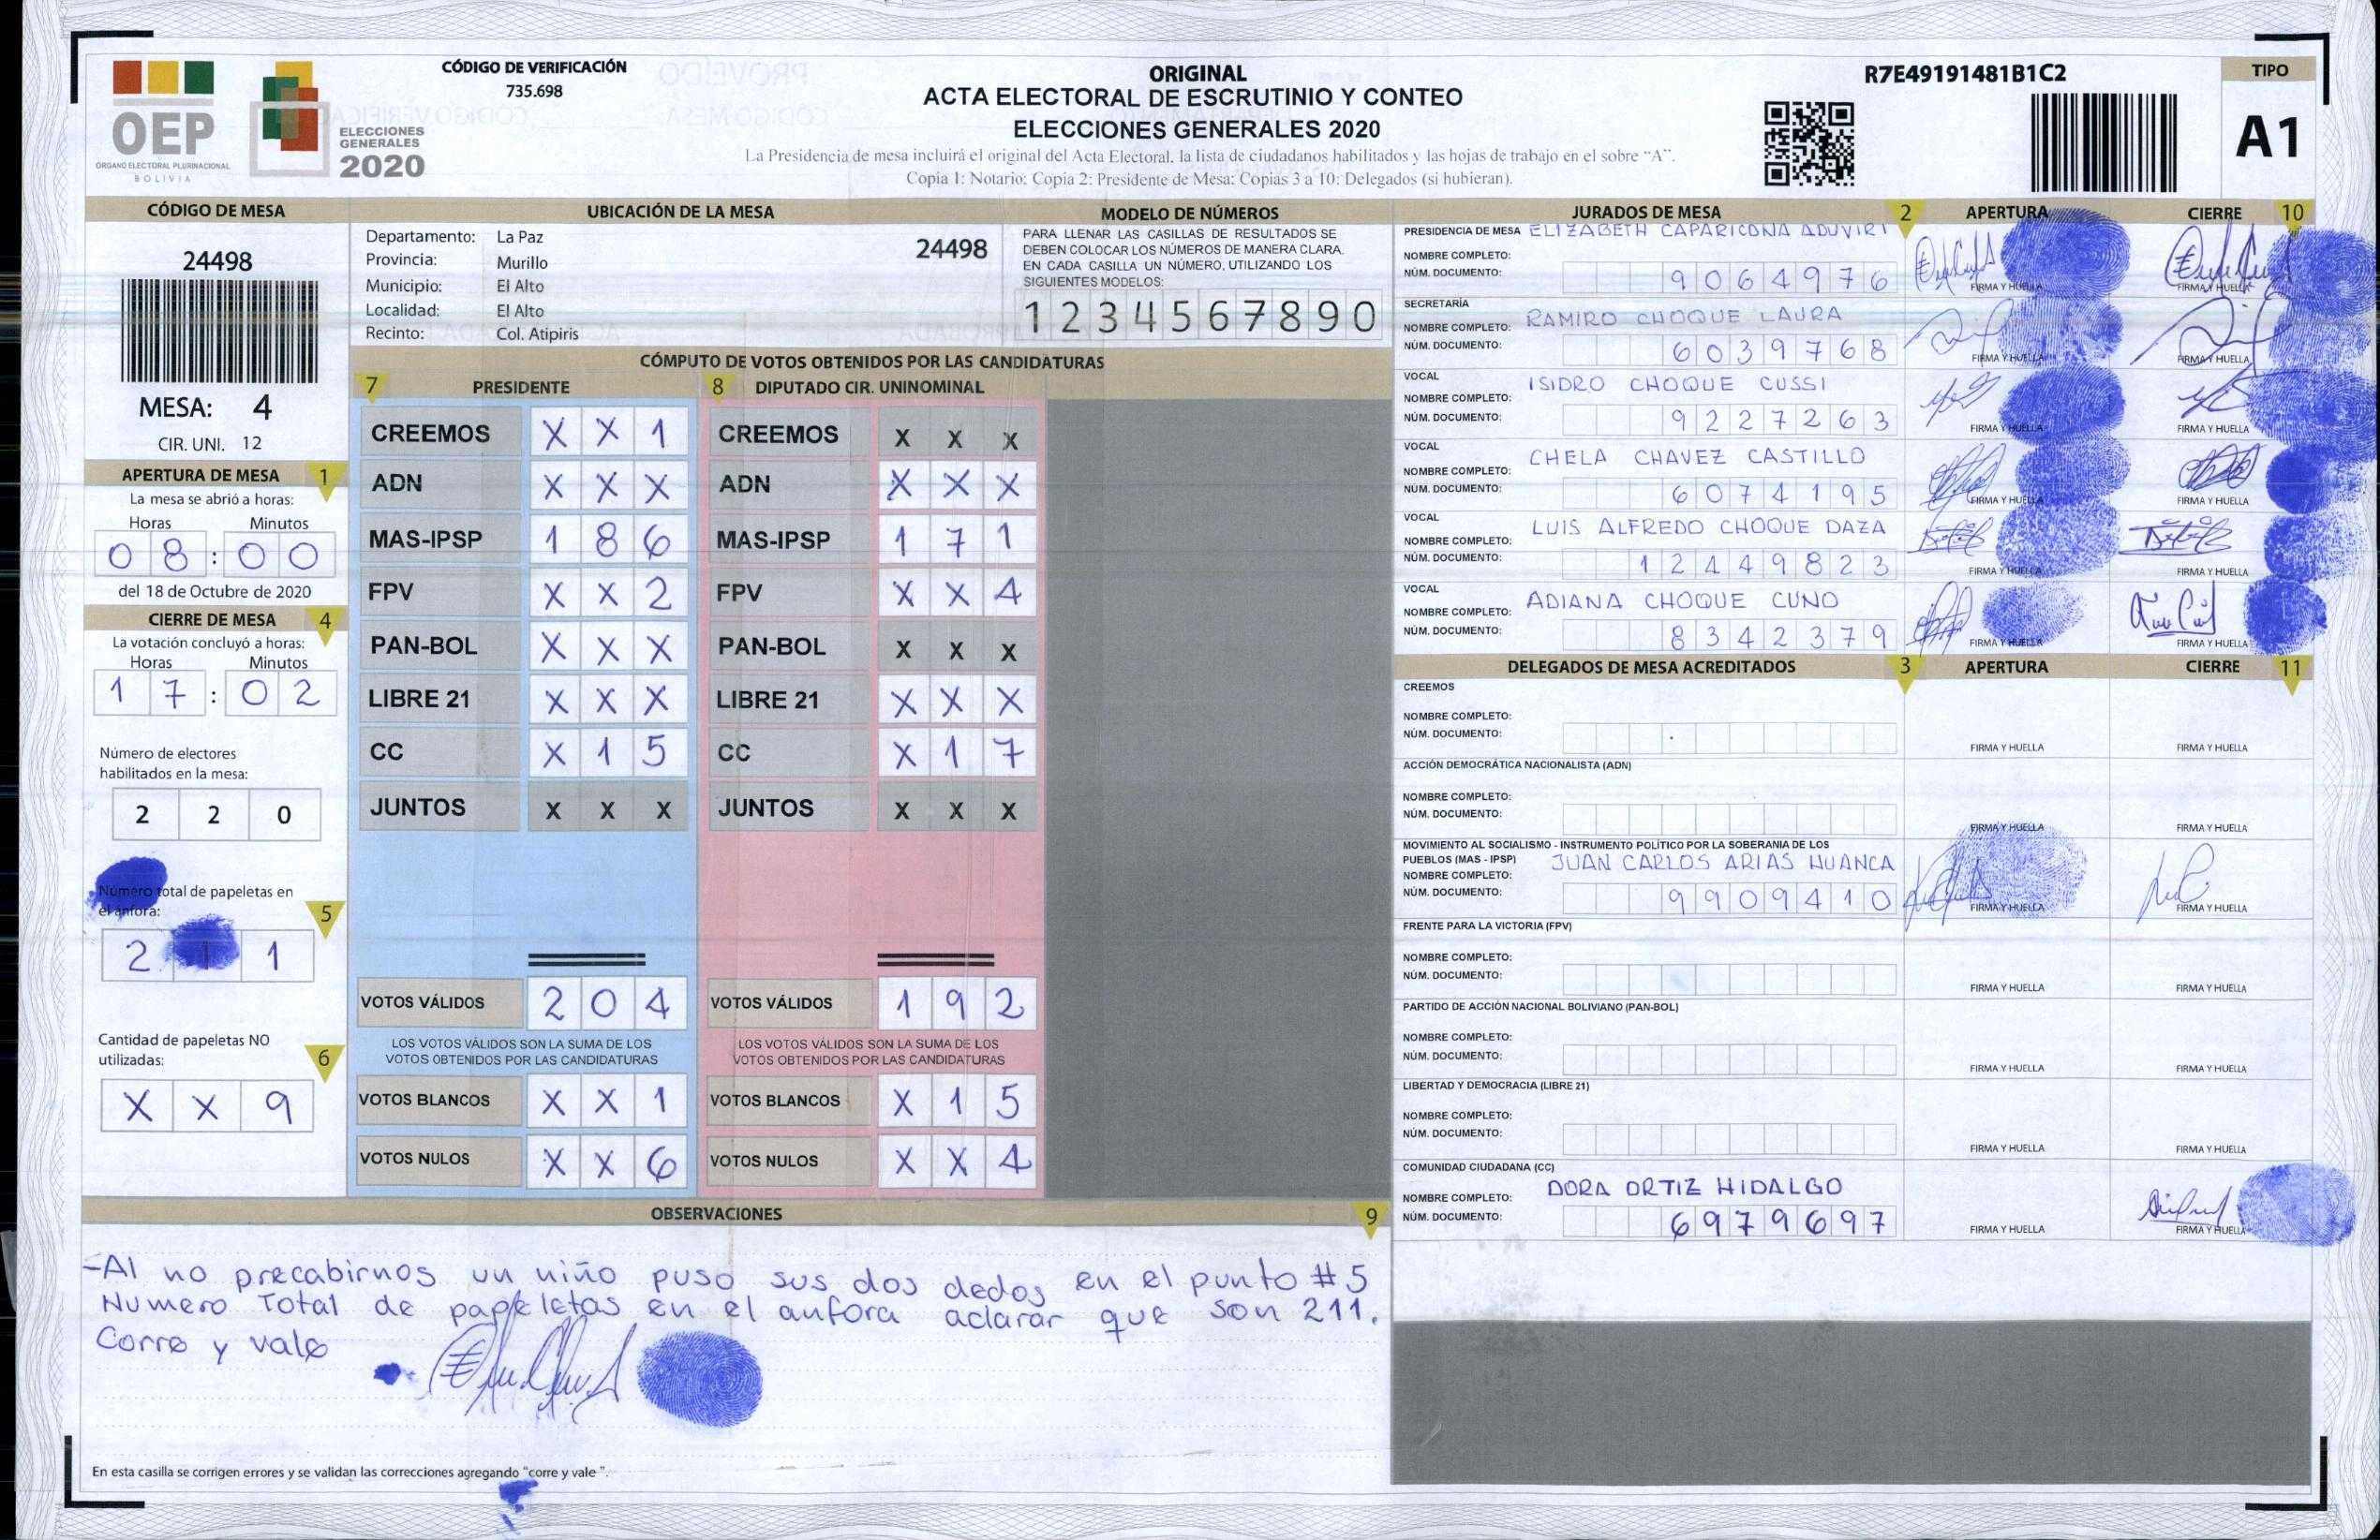 CÓDIGO DE VERIFICACIÓN
735.698
OEP
ORGANO ELECTORAL PLURINACIONAL
BOLIVIA
ELECCIONES
GENERALES
2020
ORIGINAL
ACTA ELECTORAL DE ESCRUTINIO Y CONTEO
ELECCIONES GENERALES 2020
La Presidencia de mesa incluirá el original del Acta Electoral, la lista de ciudadanos habilitados y las hojas de trabajo en el sobre "A".
Copia 1: Notario; Copia 2: Presidente de Mesa; Copias 3 a 10: Delegados (si hubieran).
R7E49191481B1C2
TIPO
A1
CÓDIGO DE MESA
24498
MESA: 4
CIR. UNI. 12
APERTURA DE MESA 1
La mesa se abrió a horas:
Horas Minutos
08:00
del 18 de Octubre de 2020
CIERRE DE MESA 4
La votación concluyó a horas:
Horas Minutos
17:02
Número de electores
habilitados en la mesa:
2 2 0
Número total de papeletas en
el ánfora: 5
2 1 1
Cantidad de papeletas NO
utilizadas: 6
X X 9
UBICACIÓN DE LA MESA
Departamento: La Paz
Provincia: Murillo
Municipio: El Alto
Localidad: El Alto
Recinto: Col. Atipiris
24498
MODELO DE NÚMEROS
PARA LLENAR LAS CASILLAS DE RESULTADOS SE
DEBEN COLOCAR LOS NÚMEROS DE MANERA CLARA.
EN CADA CASILLA UN NÚMERO, UTILIZANDO LOS
SIGUIENTES MODELOS:
1 2 3 4 5 6 7 8 9 0
CÓMPUTO DE VOTOS OBTENIDOS POR LAS CANDIDATURAS
7 PRESIDENTE 8 DIPUTADO CIR. UNINOMINAL
CREEMOS X X 1 CREEMOS X X X
ADN X X X ADN X X X
MAS-IPSP 1 8 6 MAS-IPSP 1 7 1
FPV X X 2 FPV X X 4
PAN-BOL X X X PAN-BOL X X X
LIBRE 21 X X X LIBRE 21 X X X
CC X 1 5 CC X 1 7
JUNTOS X X X JUNTOS X X X
VOTOS VÁLIDOS 2 0 4 VOTOS VÁLIDOS 1 9 2
LOS VOTOS VÁLIDOS SON LA SUMA DE LOS LOS VOTOS VÁLIDOS SON LA SUMA DE LOS
VOTOS OBTENIDOS POR LAS CANDIDATURAS VOTOS OBTENIDOS POR LAS CANDIDATURAS
VOTOS BLANCOS X X 1 VOTOS BLANCOS X 1 5
VOTOS NULOS X X 6 VOTOS NULOS X X 4
OBSERVACIONES 9
-Al no precabirnos un niño puso sus dos dedos en el punto #5
Numero Total de papeletas en el anfora aclarar que son 211.
Corre y vale
En esta casilla se corrigen errores y se validan las correcciones agregando "corre y vale ".
JURADOS DE MESA 2 APERTURA CIERRE 10
PRESIDENCIA DE MESA ELIZABETH CAPARICONA ADUVIRI
NOMBRE COMPLETO:
NÚM. DOCUMENTO: 9064976 FIRMA Y HUELLA FIRMA Y HUELLA
SECRETARÍA
NOMBRE COMPLETO: RAMIRO CHOQUE LAURA
NÚM. DOCUMENTO: 6039768 FIRMA Y HUELLA FIRMA Y HUELLA
VOCAL ISIDRO CHOQUE CUSSI
NOMBRE COMPLETO:
NÚM. DOCUMENTO: 9227263 FIRMA Y HUELLA FIRMA Y HUELLA
VOCAL CHELA CHAVEZ CASTILLO
NOMBRE COMPLETO:
NÚM. DOCUMENTO: 6074195 FIRMA Y HUELLA FIRMA Y HUELLA
VOCAL LUIS ALFREDO CHOQUE DAZA
NOMBRE COMPLETO:
NÚM. DOCUMENTO: 12449823 FIRMA Y HUELLA FIRMA Y HUELLA
VOCAL ADIANA CHOQUE CUNO
NOMBRE COMPLETO:
NÚM. DOCUMENTO: 8342379 FIRMA Y HUELLA FIRMA Y HUELLA
DELEGADOS DE MESA ACREDITADOS 3 APERTURA CIERRE 11
CREEMOS
NOMBRE COMPLETO:
NÚM. DOCUMENTO: FIRMA Y HUELLA FIRMA Y HUELLA
ACCIÓN DEMOCRÁTICA NACIONALISTA (ADN)
NOMBRE COMPLETO:
NÚM. DOCUMENTO: FIRMA Y HUELLA FIRMA Y HUELLA
MOVIMIENTO AL SOCIALISMO - INSTRUMENTO POLÍTICO POR LA SOBERANIA DE LOS
PUEBLOS (MAS - IPSP) JUAN CARLOS ARIAS HUANCA
NOMBRE COMPLETO:
NÚM. DOCUMENTO: 9909410 FIRMA Y HUELLA FIRMA Y HUELLA
FRENTE PARA LA VICTORIA (FPV)
NOMBRE COMPLETO:
NÚM. DOCUMENTO: FIRMA Y HUELLA FIRMA Y HUELLA
PARTIDO DE ACCIÓN NACIONAL BOLIVIANO (PAN-BOL)
NOMBRE COMPLETO:
NÚM. DOCUMENTO: FIRMA Y HUELLA FIRMA Y HUELLA
LIBERTAD Y DEMOCRACIA (LIBRE 21)
NOMBRE COMPLETO:
NÚM. DOCUMENTO: FIRMA Y HUELLA FIRMA Y HUELLA
COMUNIDAD CIUDADANA (CC)
NOMBRE COMPLETO: DORA ORTIZ HIDALGO
NÚM. DOCUMENTO: 6979697 FIRMA Y HUELLA FIRMA Y HUELLA